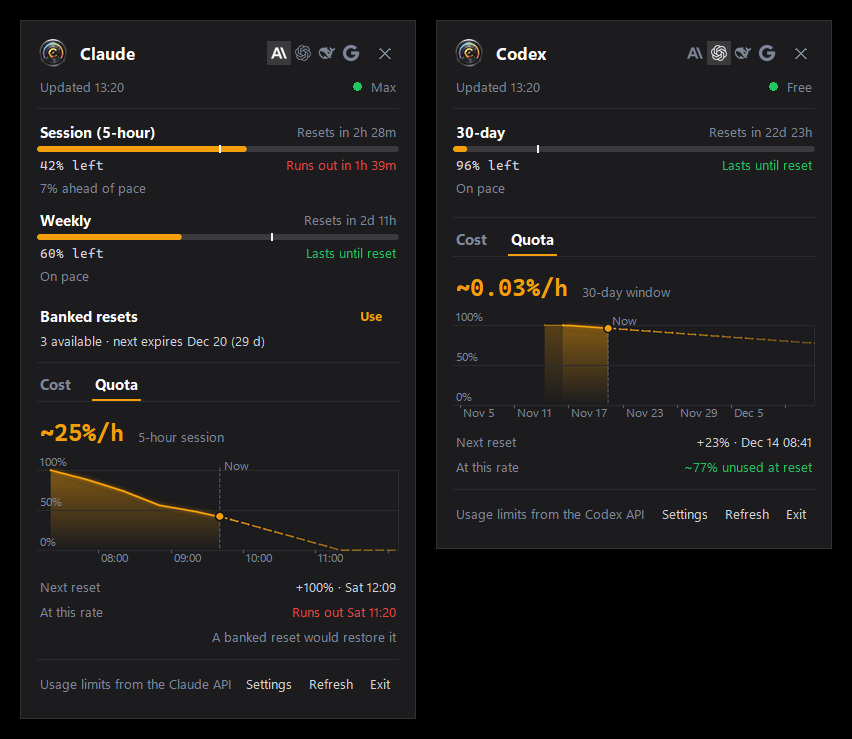 Claude
Updated 13:20
Max
Session (5-hour)
Resets in 2h 28m
42% left
Runs out in 1h 39m
7% ahead of pace
Weekly
Resets in 2d 11h
60% left
Lasts until reset
On pace
Banked resets
Use
3 available · next expires Dec 20 (29 d)
Cost
Quota
~25%/h
5-hour session
Now
100%
50%
0%
08:00
09:00
10:00
11:00
Next reset
+100% · Sat 12:09
At this rate
Runs out Sat 11:20
A banked reset would restore it
Usage limits from the Claude API
Settings
Refresh
Exit
Codex
Updated 13:20
Free
30-day
Resets in 22d 23h
96% left
Lasts until reset
On pace
Cost
Quota
~0.03%/h
30-day window
Now
100%
50%
0%
Nov 5
Nov 11
Nov 17
Nov 23
Nov 29
Dec 5
Next reset
+23% · Dec 14 08:41
At this rate
~77% unused at reset
Usage limits from the Codex API
Settings
Refresh
Exit